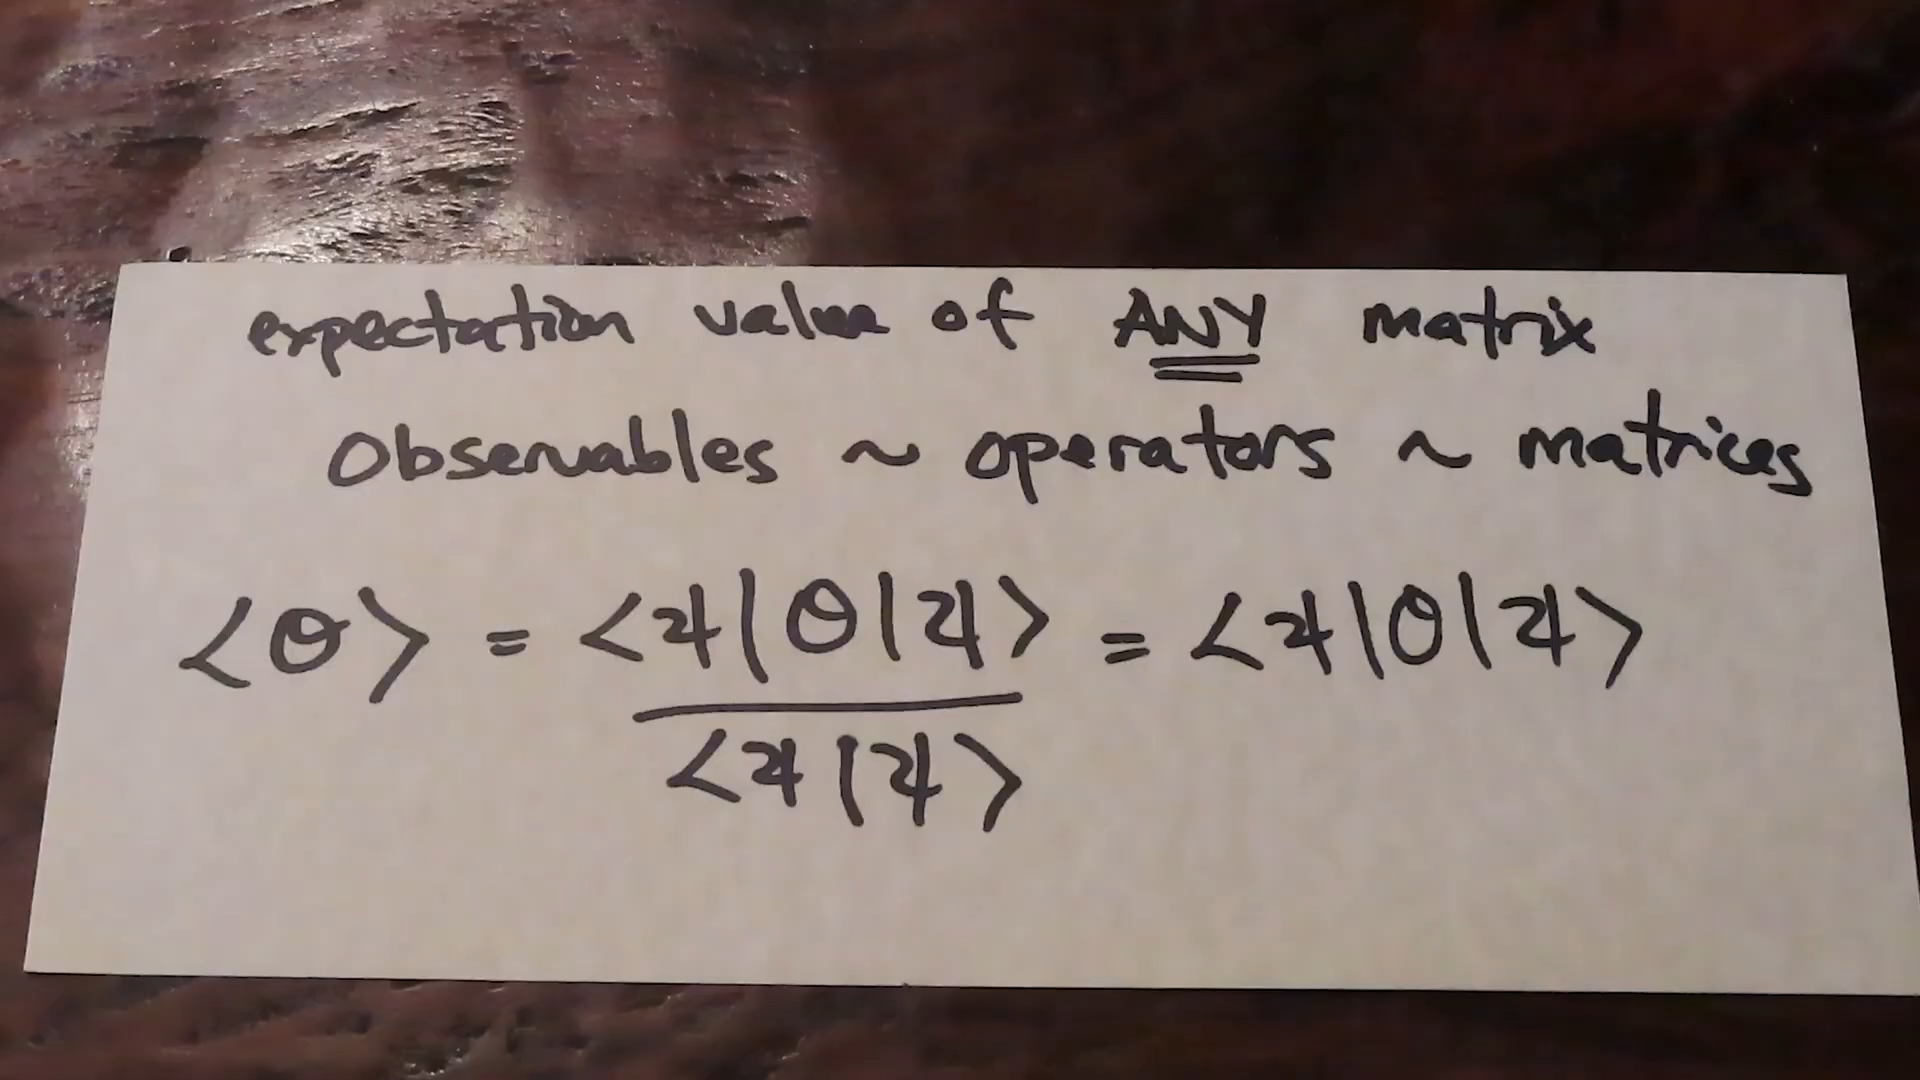 expectation value of ANY matrix
Observables ~ operators ~ matrices
<θ> = <ψ|θ|ψ> / <ψ|ψ> = <ψ|θ|ψ>